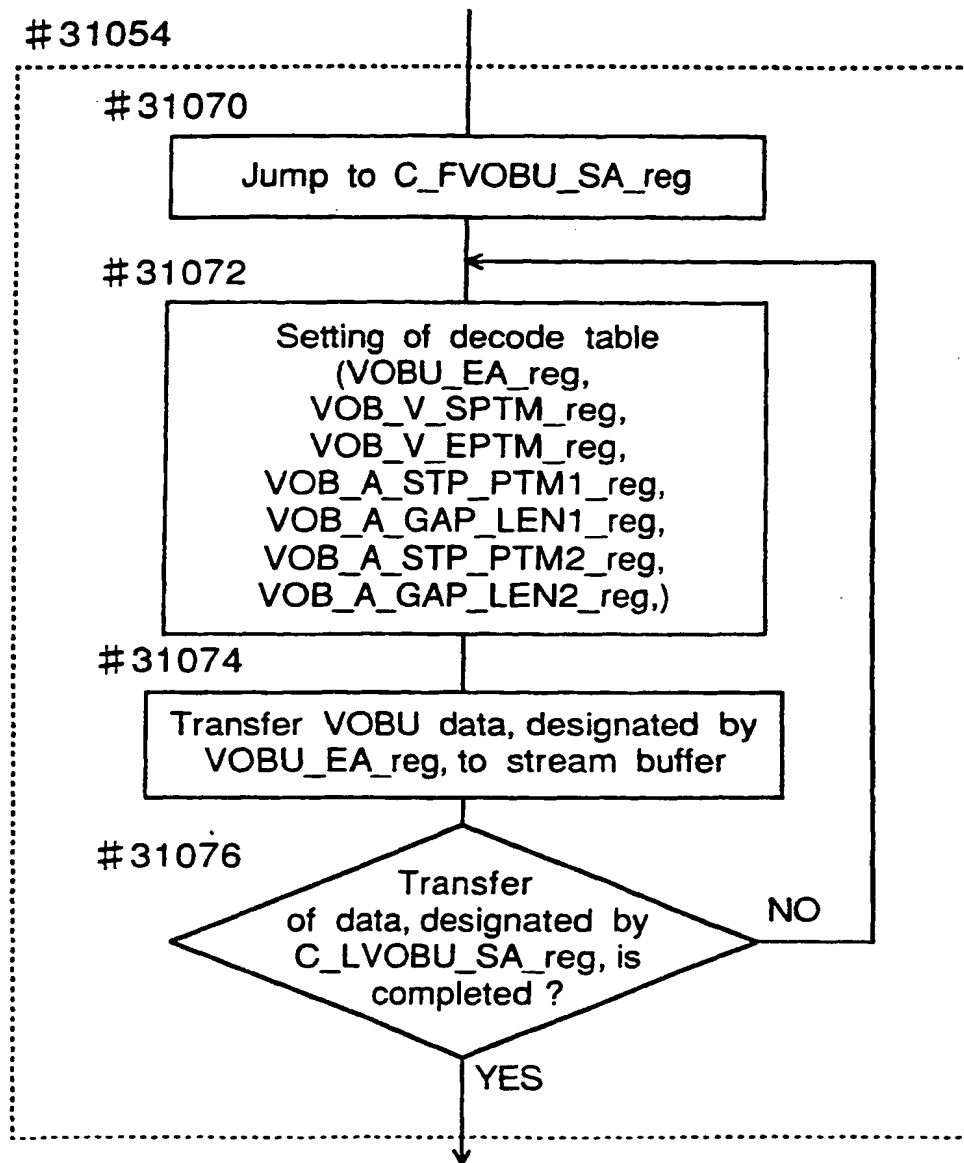 #31054
#31070
Jump to C_FVOBU_SA_reg
#31072
Setting of decode table
(VOBU_EA_reg,
VOB_V_SPTM_reg,
VOB_V_EPTM_reg,
VOB_A_STP_PTM1_reg,
VOB_A_GAP_LEN1_reg,
VOB_A_STP_PTM2_reg,
VOB_A_GAP_LEN2_reg,)
#31074
Transfer VOBU data, designated by
VOBU_EA_reg, to stream buffer
#31076
Transfer
of data, designated by
C_LVOBU_SA_reg, is
completed ?
NO
YES